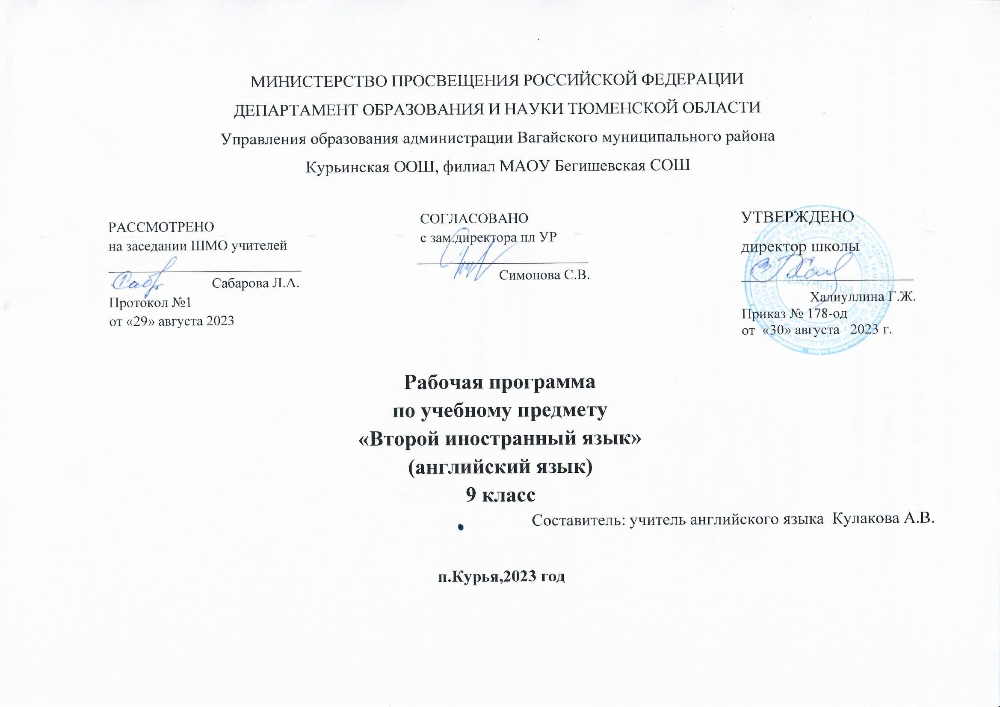 МИНИСТЕРСТВО ПРОСВЕЩЕНИЯ РОССИЙСКОЙ ФЕДЕРАЦИИ
ДЕПАРТАМЕНТ ОБРАЗОВАНИЯ И НАУКИ ТЮМЕНСКОЙ ОБЛАСТИ
Управления образования администрации Вагайского муниципального района
Курьинская ООШ, филиал МАОУ Бегишевская СОШ
РАССМОТРЕНО
на заседании ШМО учителей
Сабарова Л.А.
Протокол №1
от «29» августа 2023
СОГЛАСОВАНО
с зам.директора пл УР
Симонова С.В.
УТВЕРЖДЕНО
директор школы
ДОКУМЕНТОВ
Халиуллина Г.Ж.
Приказ № 178-од
от «30» августа 2023 г.
Рабочая программа
по учебному предмету
«Второй иностранный язык»
(английский язык)
9 класс
Составитель: учитель английского языка Кулакова А.В.
п.Курья,2023 год